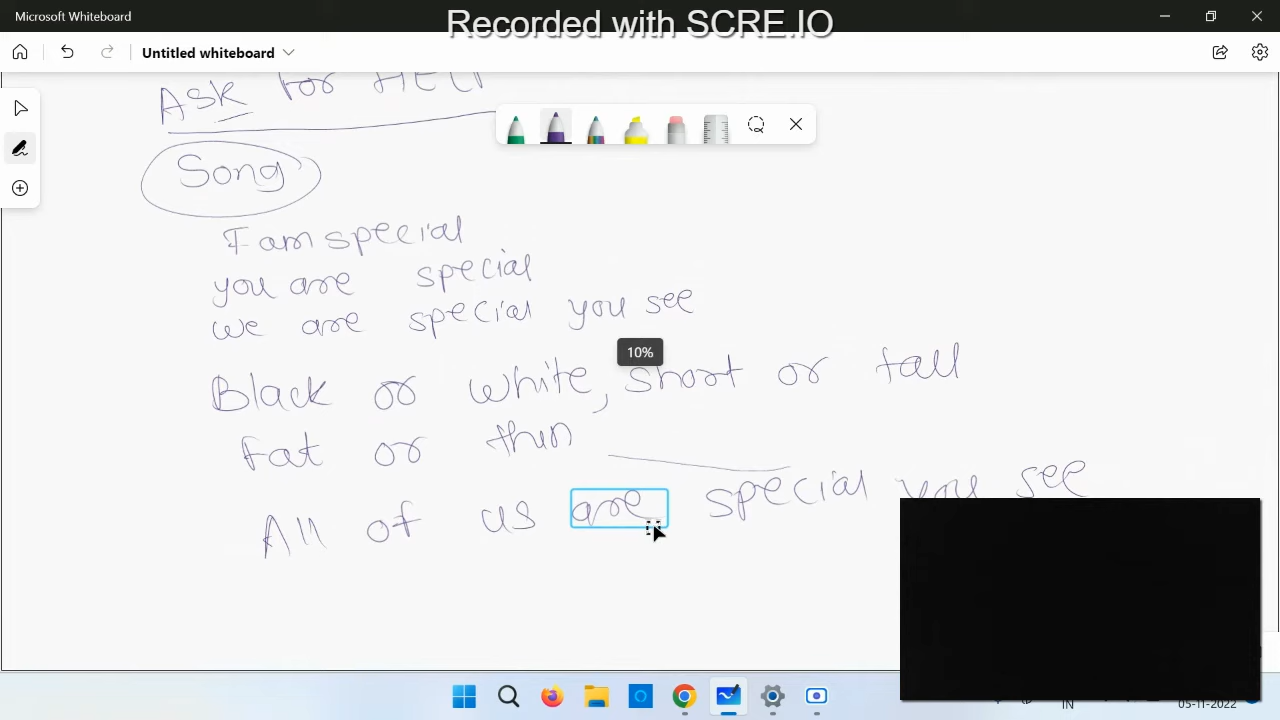 Microsoft Whiteboard
Recorded with SCRE.IO
Untitled whiteboard
Ask for HELP
Song
I am special
you are special
we are special you see
10%
Black or white, short or tall
Fat or thin
All of us are special you see
IN
05-11-2022